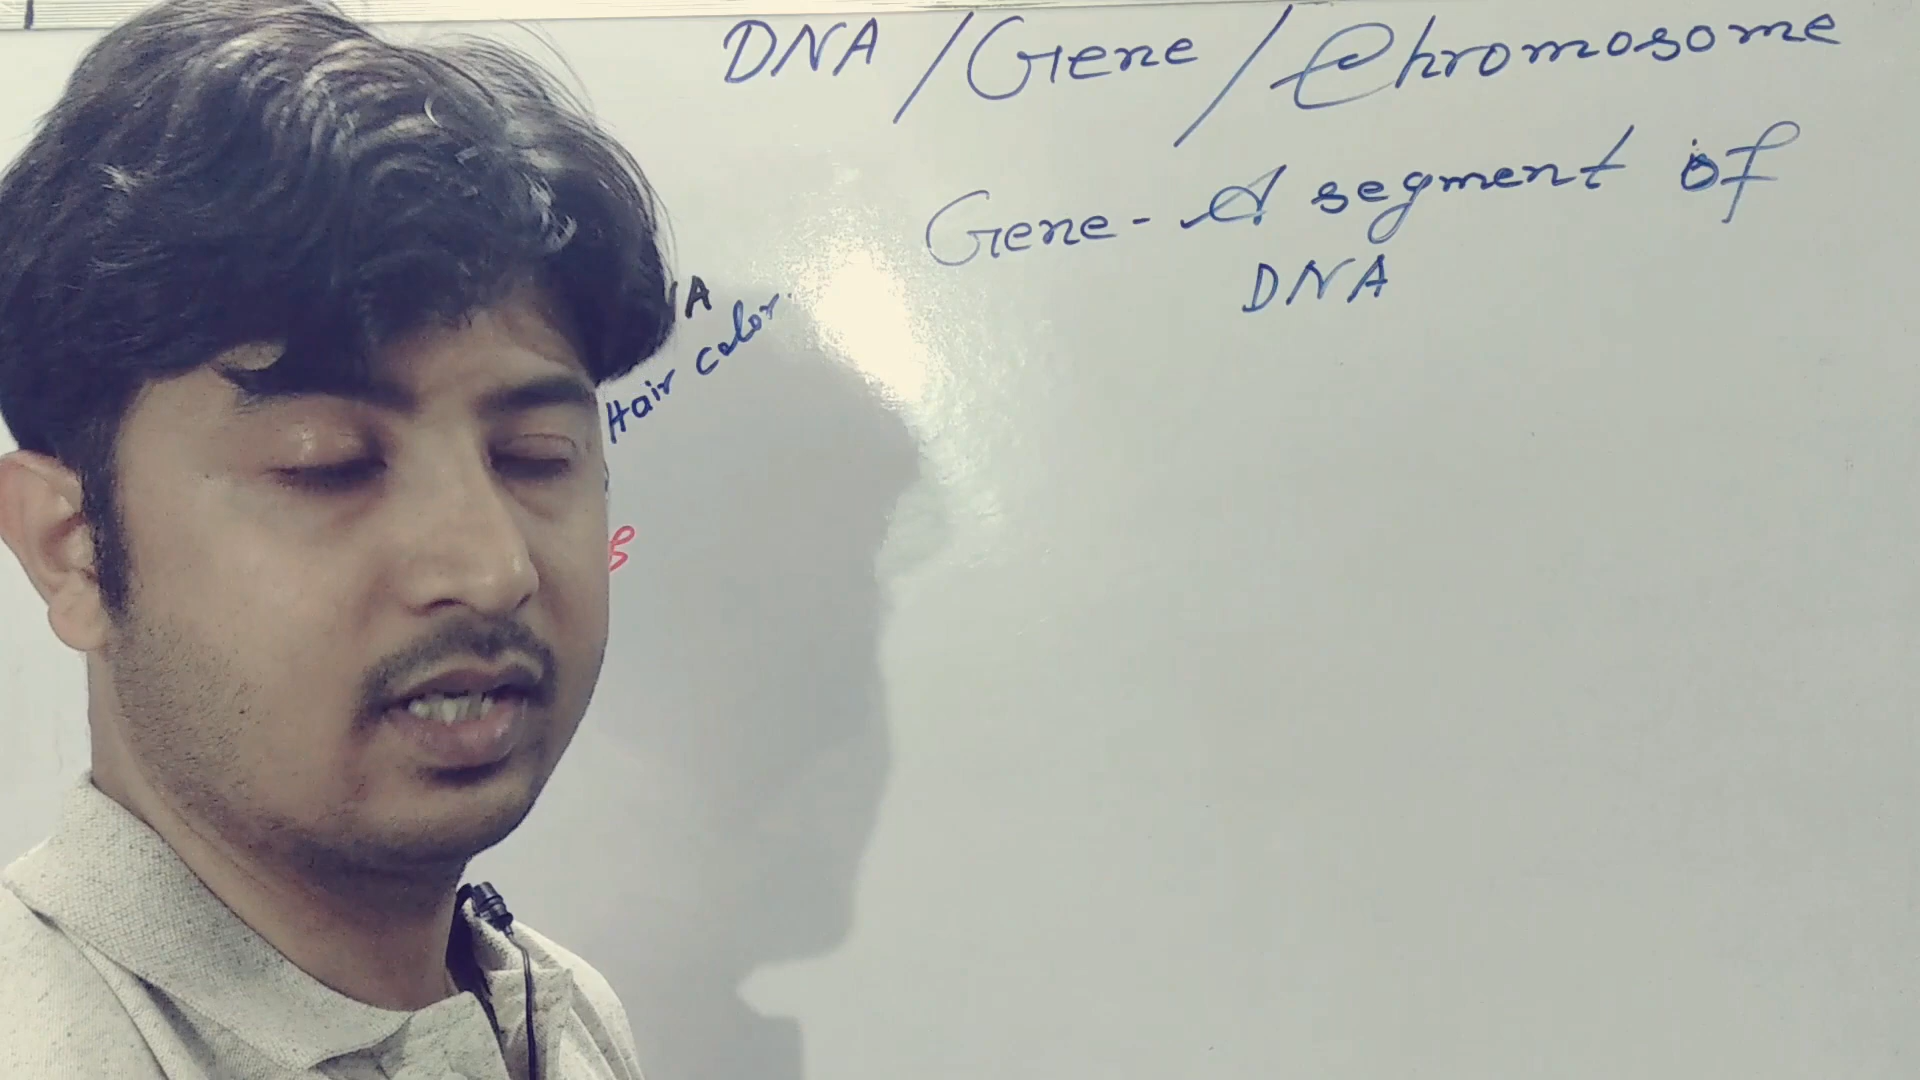 DNA / Gene / Chromosome
Gene - A segment of
DNA
A
Hair color.
B